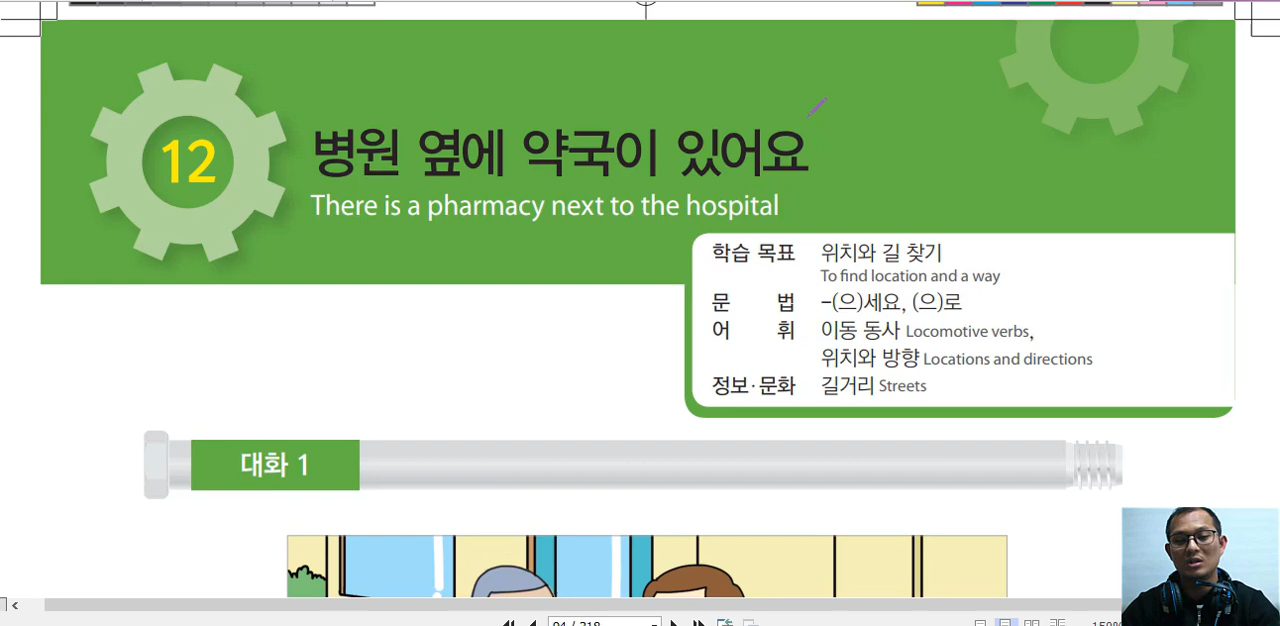 12
병원 옆에 약국이 있어요
There is a pharmacy next to the hospital
학습 목표 위치와 길 찾기
To find location and a way
문 법 -(으)세요, (으)로
어 휘 이동 동사 Locomotive verbs,
위치와 방향 Locations and directions
정보·문화 길거리 Streets
대화 1